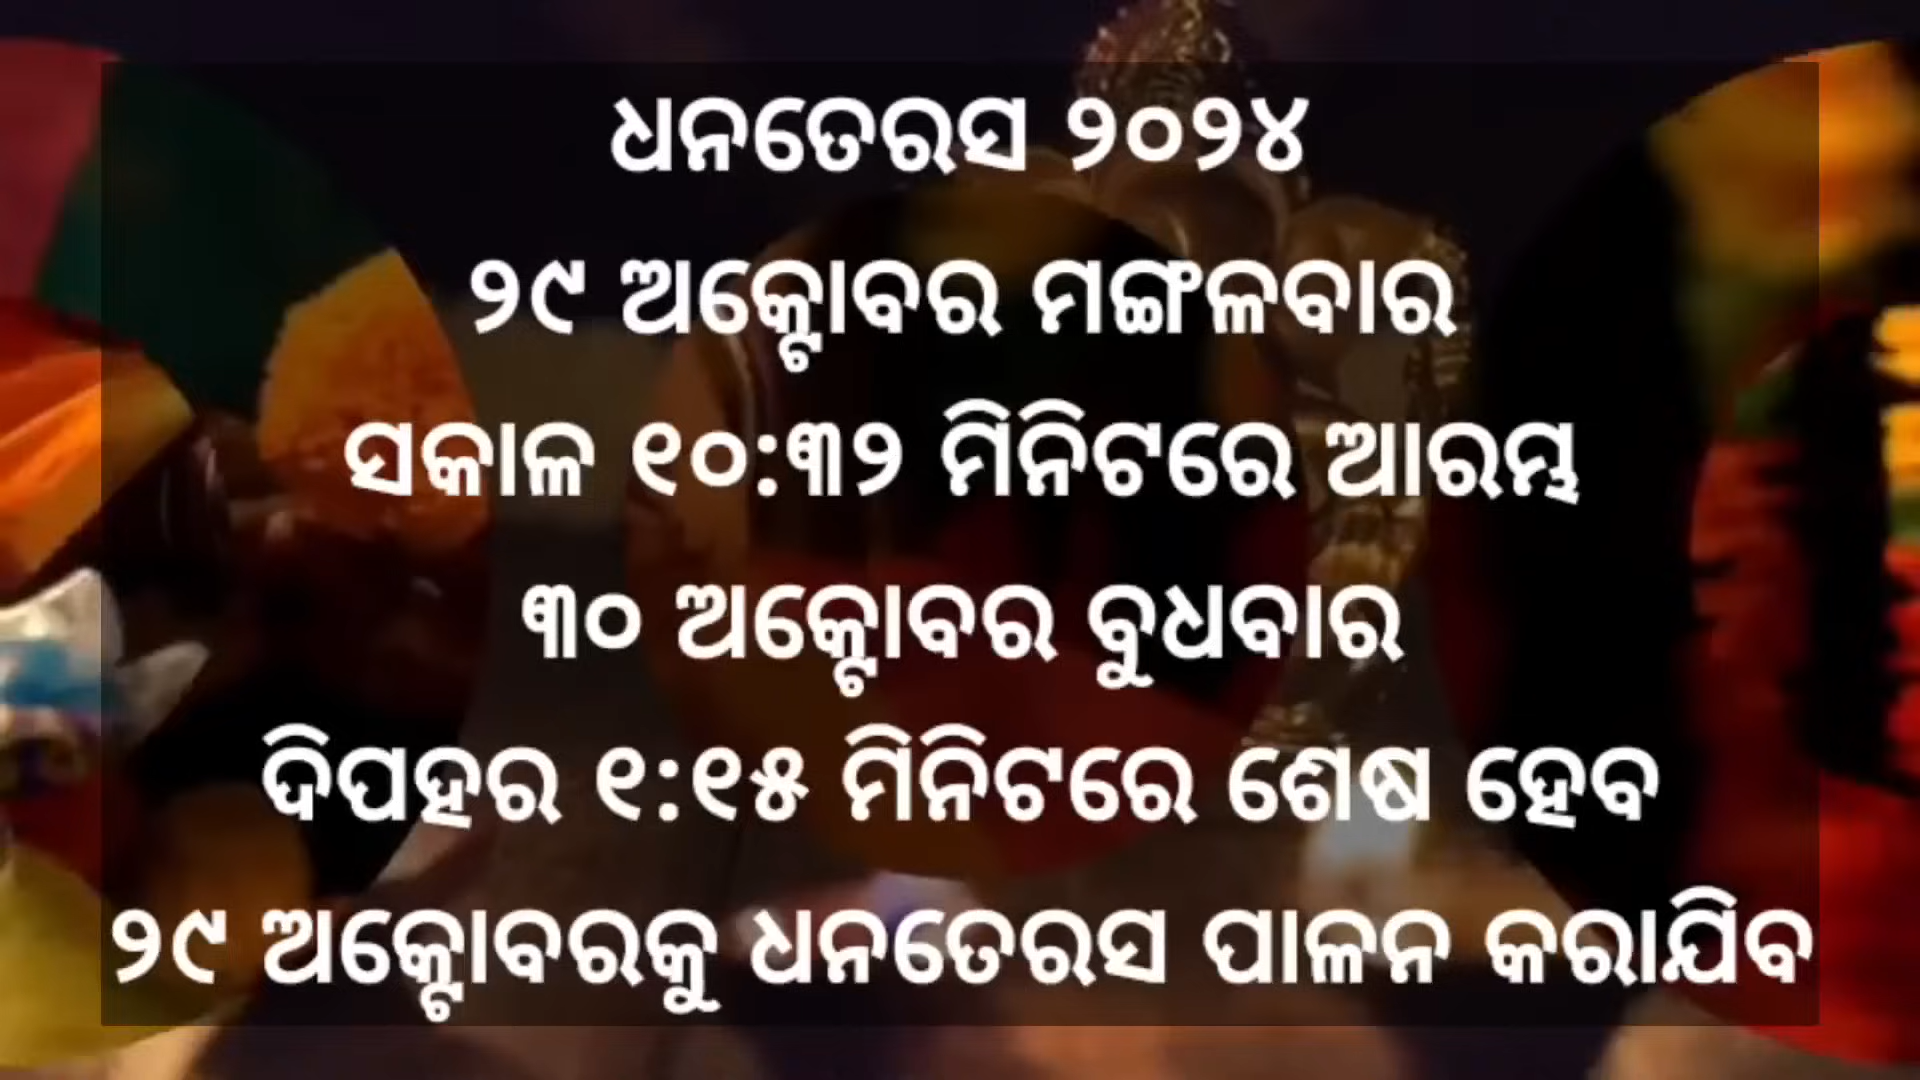 ଧନତେରସ ୨୦୨୪
୨୯ ଅକ୍ଟୋବର ମଙ୍ଗଳବାର
ସକାଳ ୧୦:୩୨ ମିନିଟରେ ଆରମ୍ଭ
୩୦ ଅକ୍ଟୋବର ବୁଧବାର
ଦିପହର ୧:୧୫ ମିନିଟରେ ଶେଷ ହେବ
୨୯ ଅକ୍ଟୋବରକୁ ଧନତେରସ ପାଳନ କରାଯିବ